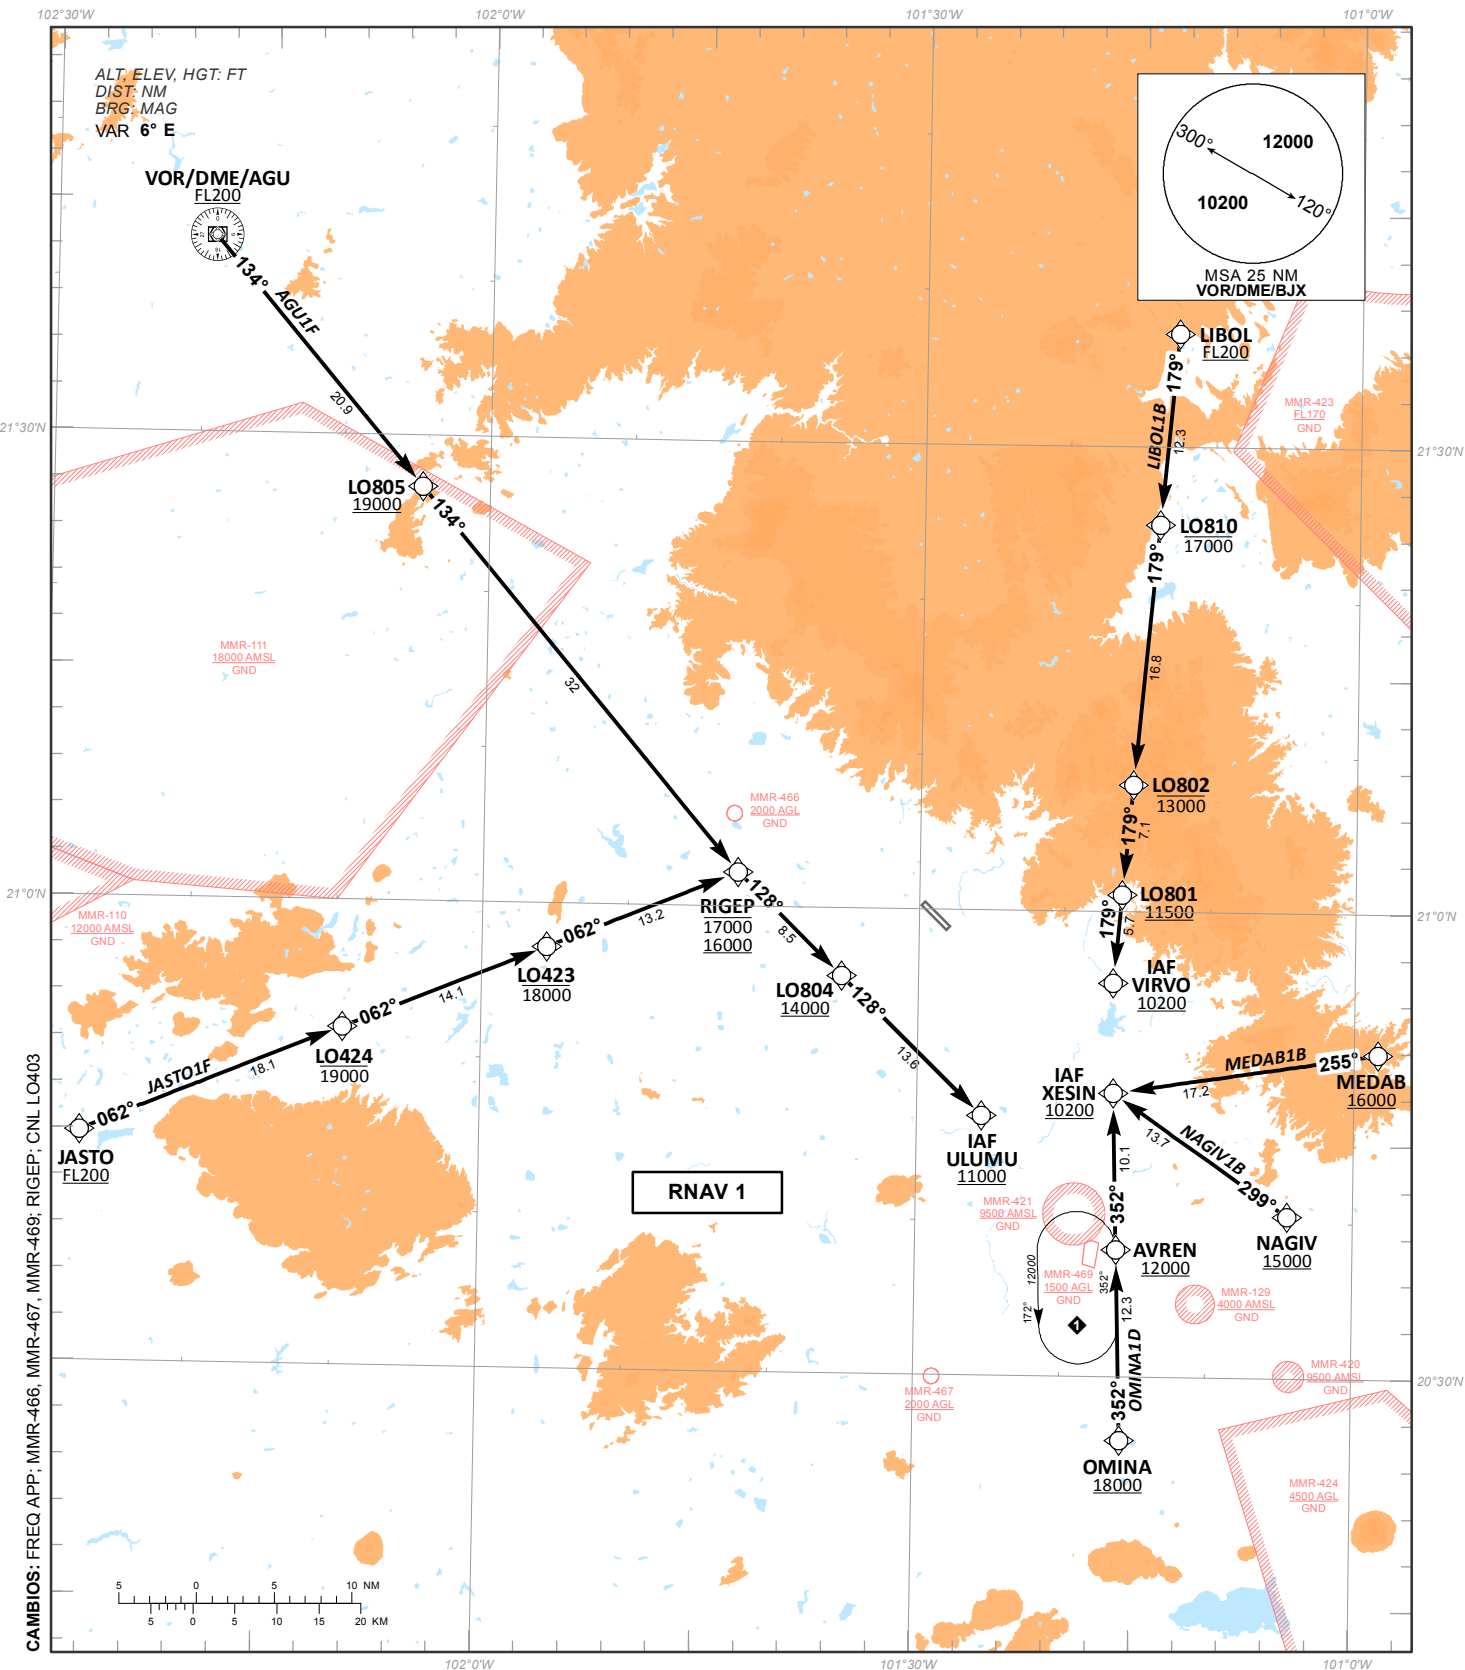 102°30'W
102°0'W
101°30'W
101°0'W
ALT, ELEV, HGT: FT
DIST: NM
BRG: MAG
VAR 6° E
300°
12000
10200
120°
MSA 25 NM
VOR/DME/BJX
VOR/DME/AGU
FL200
134°
AGU1F
20.9
LIBOL
FL200
179°
LIBOL1B
12.3
MMR-423
FL170
GND
21°30'N
21°30'N
LO805
19000
134°
32
LO810
17000
179°
16.8
MMR-111
18000 AMSL
GND
LO802
13000
179°
7.1
MMR-466
2000 AGL
GND
21°0'N
21°0'N
LO801
11500
179°
5.7
RIGEP
17000
16000
128°
8.5
MMR-110
12000 AMSL
GND
062°
13.2
LO423
18000
LO804
14000
128°
13.6
IAF
VIRVO
10200
062°
14.1
LO424
19000
JASTO1F
18.1
062°
JASTO
FL200
IAF
XESIN
10200
MEDAB1B
255°
17.2
MEDAB
16000
IAF
ULUMU
11000
10.1
13.7
NAGIV1B
299°
NAGIV
15000
RNAV 1
MMR-421
9500 AMSL
GND
352°
AVREN
12000
12000
172°
352°
1
MMR-469
1500 AGL
GND
12.3
OMINA1D
352°
MMR-129
4000 AMSL
GND
MMR-420
9500 AMSL
GND
20°30'N
MMR-467
2000 AGL
GND
OMINA
18000
MMR-424
4500 AGL
GND
5 0 5 10 NM
5 0 5 10 15 20 KM
CAMBIOS: FREQ APP; MMR-466, MMR-467, MMR-469; RIGEP; CNL LO403
102°0'W
101°30'W
101°0'W